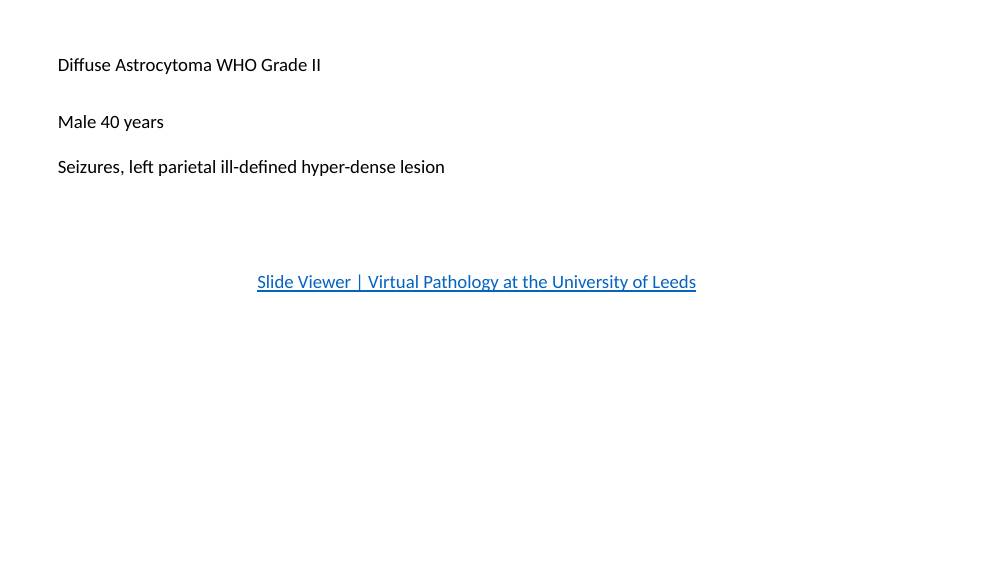 Diffuse Astrocytoma WHO Grade II
Male 40 years
Seizures, left parietal ill-defined hyper-dense lesion
Slide Viewer | Virtual Pathology at the University of Leeds